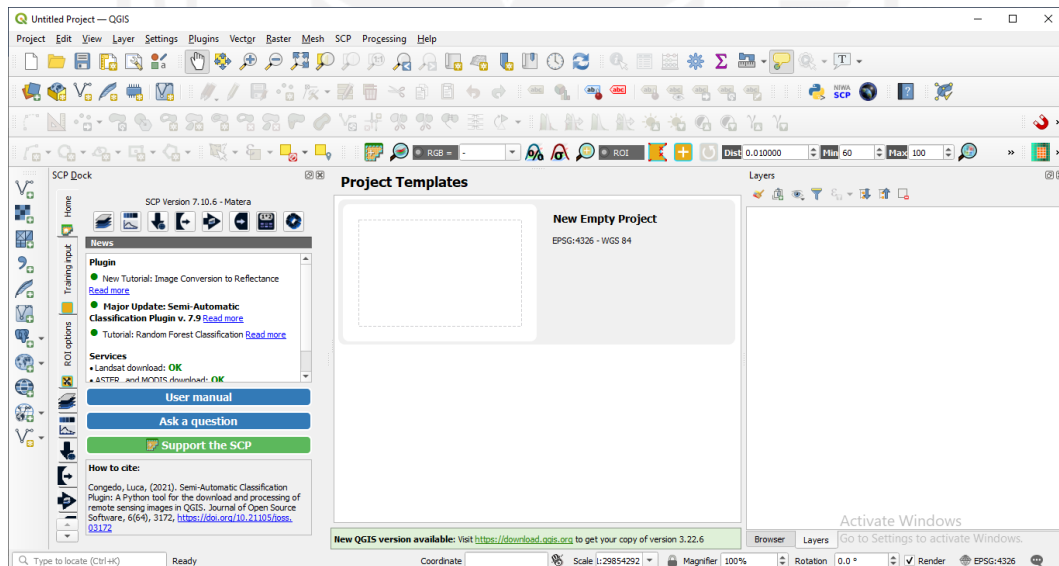 Untitled Project — QGIS
Project Edit View Layer Settings Plugins Vector Raster Mesh SCP Processing Help
abc
abc
NIWA
SCP
RGB = -
ROI
Dist 0.010000
Min 60
Max 100
SCP Dock
Home
Training input
ROI options
SCP Version 7.10.6 - Matera
News
Plugin
New Tutorial: Image Conversion to Reflectance
Read more
Major Update: Semi-Automatic
Classification Plugin v. 7.9 Read more
Tutorial: Random Forest Classification Read more
Services
Landsat download: OK
ASTER and MODIS download: OK
User manual
Ask a question
Support the SCP
How to cite:
Congedo, Luca, (2021). Semi-Automatic Classification
Plugin: A Python tool for the download and processing of
remote sensing images in QGIS. Journal of Open Source
Software, 6(64), 3172, https://doi.org/10.21105/joss.
03172
Project Templates
New Empty Project
EPSG:4326 - WGS 84
New QGIS version available: Visit https://download.qgis.org to get your copy of version 3.22.6
Layers
Activate Windows
Go to Settings to activate Windows.
Browser
Layers
Type to locate (Ctrl+K)
Ready
Coordinate
Scale 1:29854292
Magnifier 100%
Rotation 0.0 °
Render
EPSG:4326